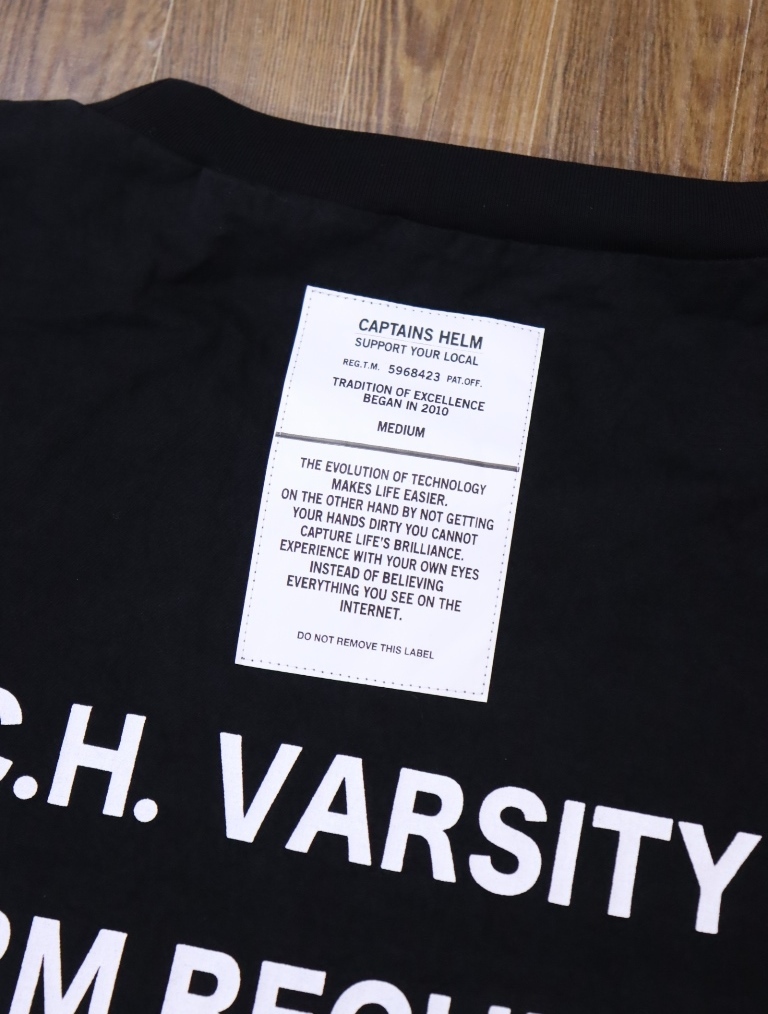 CAPTAINS HELM
SUPPORT YOUR LOCAL
REG.T.M. 5968423 PAT.OFF.
TRADITION OF EXCELLENCE
BEGAN IN 2010
MEDIUM
THE EVOLUTION OF TECHNOLOGY
MAKES LIFE EASIER.
ON THE OTHER HAND BY NOT GETTING
YOUR HANDS DIRTY YOU CANNOT
CAPTURE LIFE'S BRILLIANCE.
EXPERIENCE WITH YOUR OWN EYES
INSTEAD OF BELIEVING
EVERYTHING YOU SEE ON THE
INTERNET.
DO NOT REMOVE THIS LABEL
C.H. VARSITY